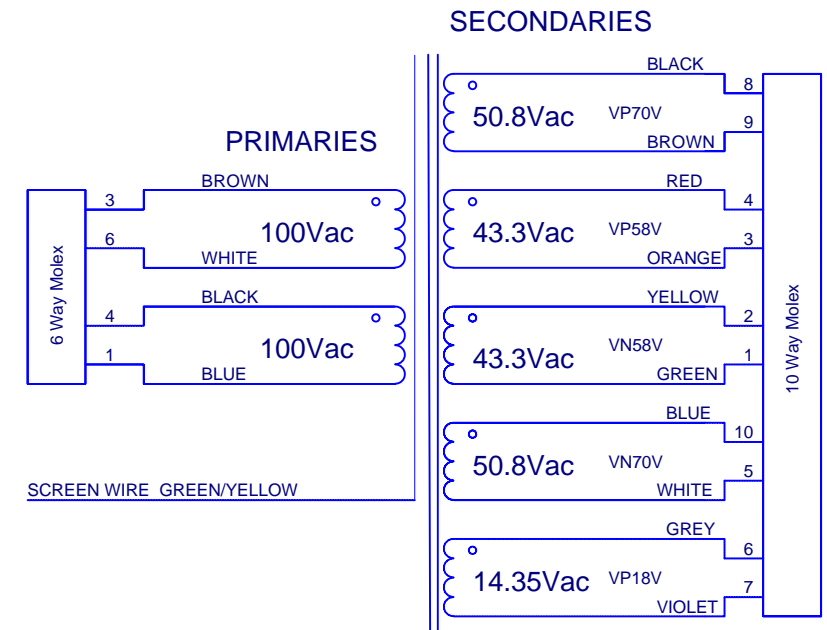 SECONDARIES
PRIMARIES
6 Way Molex
3
BROWN
100Vac
6
WHITE
4
BLACK
100Vac
1
BLUE
SCREEN WIRE GREEN/YELLOW
BLACK
8
50.8Vac VP70V
9
BROWN
RED
4
43.3Vac VP58V
3
ORANGE
YELLOW
2
43.3Vac VN58V
1
GREEN
BLUE
10
50.8Vac VN70V
5
WHITE
GREY
6
14.35Vac VP18V
7
VIOLET
10 Way Molex